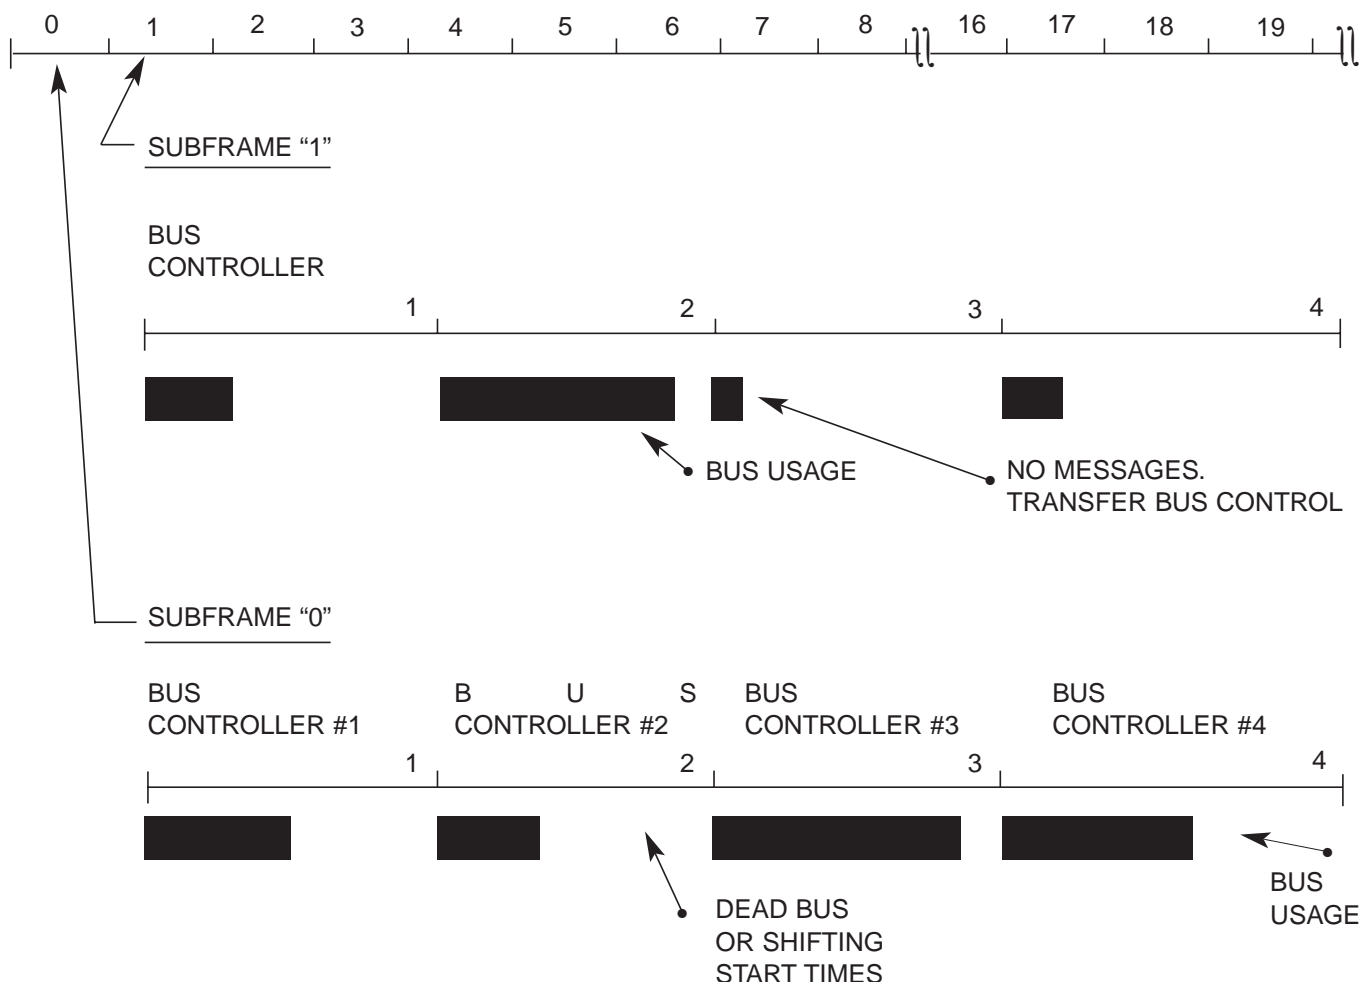 0 1 2 3 4 5 6 7 8 16 17 18 19
SUBFRAME “1”
BUS
CONTROLLER
1 2 3 4
BUS USAGE
NO MESSAGES.
TRANSFER BUS CONTROL
SUBFRAME “0”
BUS
CONTROLLER #1
B U S
CONTROLLER #2
BUS
CONTROLLER #3
BUS
CONTROLLER #4
1 2 3 4
DEAD BUS
OR SHIFTING
START TIMES
BUS
USAGE